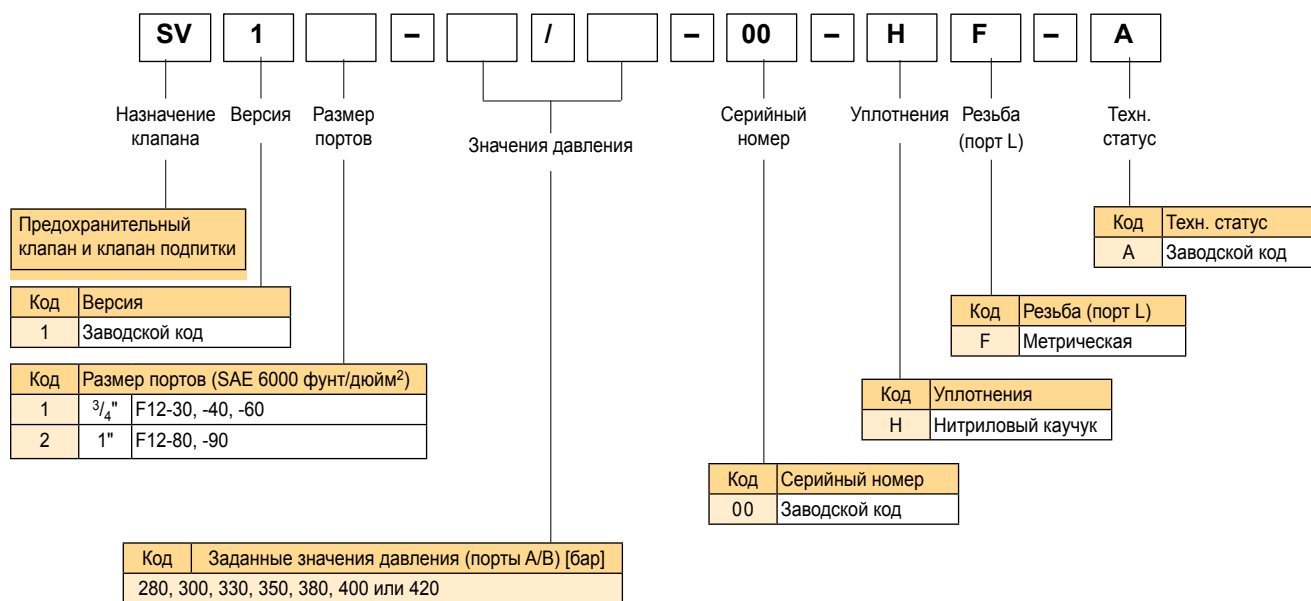 SV 1 – / – 00 – H F – A
Назначение клапана
Версия
Размер портов
Значения давления
Серийный номер
Уплотнения
Резьба (порт L)
Техн. статус
Предохранительный
клапан и клапан подпитки
Код Версия
1 Заводской код
Код Размер портов (SAE 6000 фунт/дюйм²)
1 3/4" F12-30, -40, -60
2 1" F12-80, -90
Код Техн. статус
A Заводской код
Код Резьба (порт L)
F Метрическая
Код Уплотнения
H Нитриловый каучук
Код Серийный номер
00 Заводской код
Код Заданные значения давления (порты A/B) [бар]
280, 300, 330, 350, 380, 400 или 420